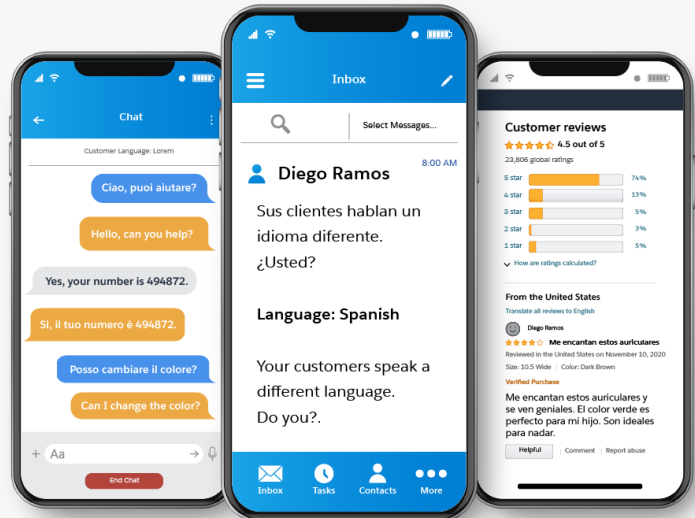 Chat
Customer Language: Lorem
Ciao, puoi aiutare?
Hello, can you help?
Yes, your number is 494872.
Sì, il tuo numero è 494872.
Posso cambiare il colore?
Can I change the color?
Aa
End Chat
Inbox
Select Messages...
8:00 AM
Diego Ramos
Sus clientes hablan un
idioma diferente.
¿Usted?
Language: Spanish
Your customers speak a
different language.
Do you?.
Inbox Tasks Contacts More
Customer reviews
4.5 out of 5
23,806 global ratings
5 star 74%
4 star 13%
3 star 5%
2 star 3%
1 star 5%
How are ratings calculated?
From the United States
Translate all reviews to English
Diego Ramos
Me encantan estos auriculares
Reviewed in the United States on November 10, 2020
Size: 10.5 Wide | Color: Dark Brown
Verified Purchase
Me encantan estos auriculares y
se ven geniales. El color verde es
perfecto para mi hijo. Son ideales
para nadar.
Helpful | Comment | Report abuse